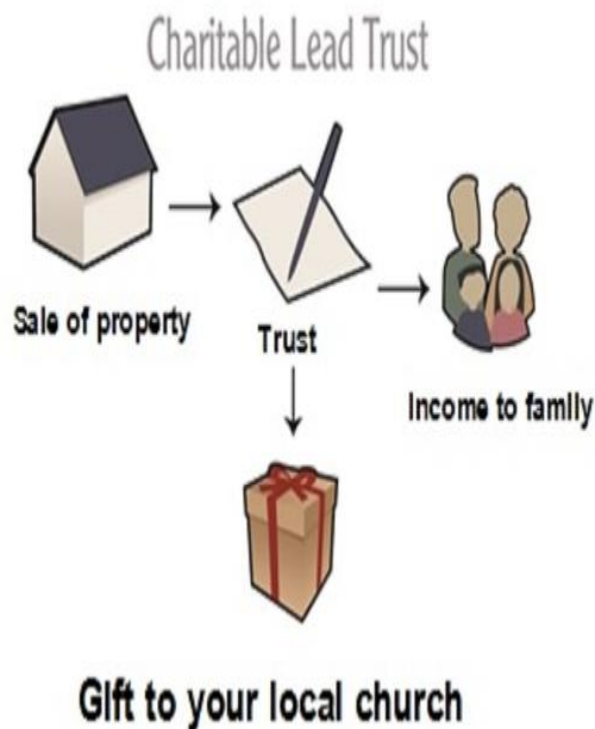 Charitable Lead Trust
Sale of property
Trust
Income to family
Gift to your local church